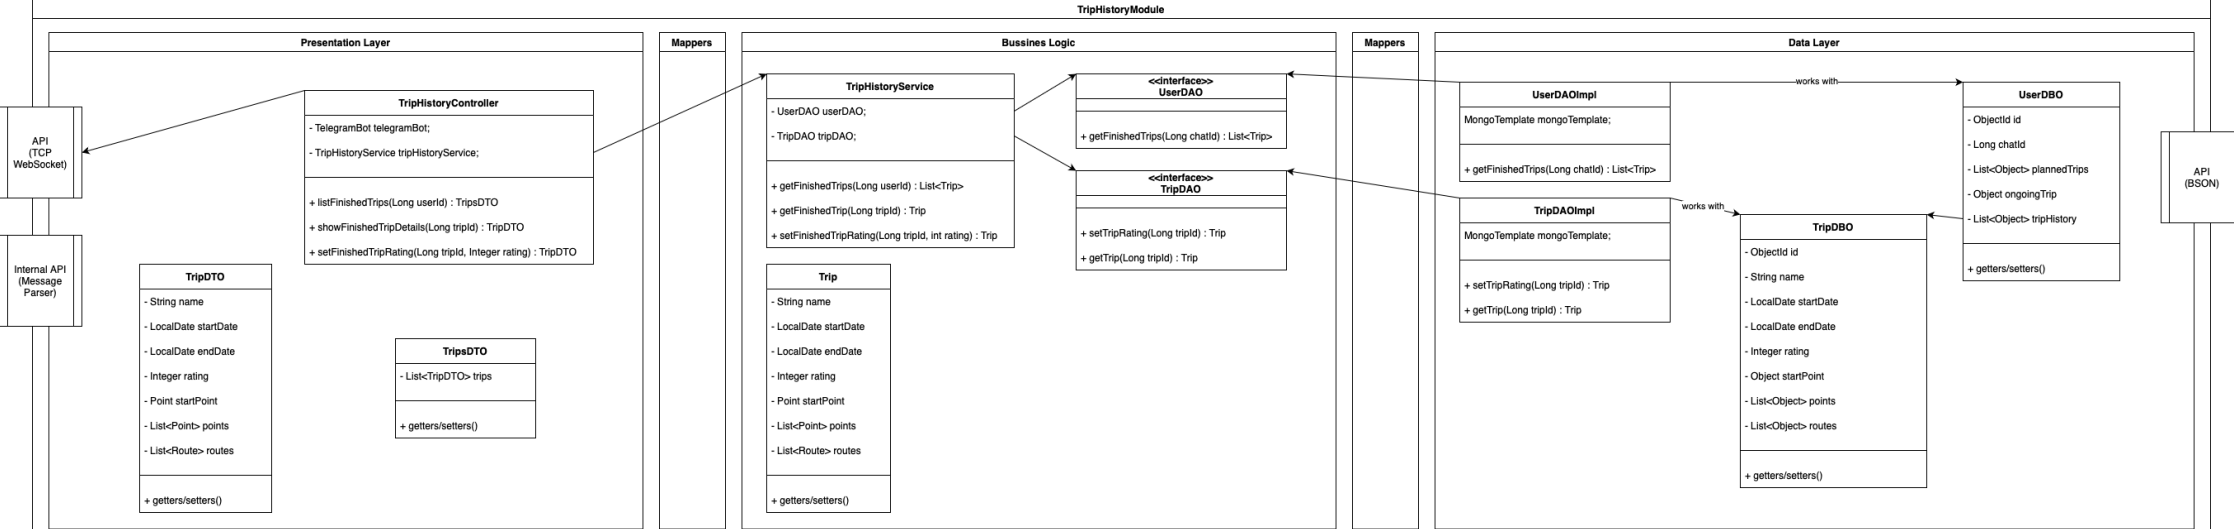 TripHistoryModule
Presentation Layer
Mappers
Bussines Logic
Mappers
Data Layer
API
(TCP
WebSocket)
Internal API
(Message
Parser)
TripHistoryController
- TelegramBot telegramBot;
- TripHistoryService tripHistoryService;
+ listFinishedTrips(Long userId) : TripsDTO
+ showFinishedTripDetails(Long tripId) : TripDTO
+ setFinishedTripRating(Long tripId, Integer rating) : TripDTO
TripDTO
- String name
- LocalDate startDate
- LocalDate endDate
- Integer rating
- Point startPoint
- List<Point> points
- List<Route> routes
+ getters/setters()
TripsDTO
- List<TripDTO> trips
+ getters/setters()
TripHistoryService
- UserDAO userDAO;
- TripDAO tripDAO;
+ getFinishedTrips(Long userId) : List<Trip>
+ getFinishedTrip(Long tripId) : Trip
+ setFinishedTripRating(Long tripId, int rating) : Trip
Trip
- String name
- LocalDate startDate
- LocalDate endDate
- Integer rating
- Point startPoint
- List<Point> points
- List<Route> routes
+ getters/setters()
<<interface>>
UserDAO
+ getFinishedTrips(Long chatId) : List<Trip>
<<interface>>
TripDAO
+ setTripRating(Long tripId) : Trip
+ getTrip(Long tripId) : Trip
UserDAOImpl
MongoTemplate mongoTemplate;
+ getFinishedTrips(Long chatId) : List<Trip>
works with
TripDAOImpl
MongoTemplate mongoTemplate;
+ setTripRating(Long tripId) : Trip
+ getTrip(Long tripId) : Trip
works with
TripDBO
- ObjectId id
- String name
- LocalDate startDate
- LocalDate endDate
- Integer rating
- Object startPoint
- List<Object> points
- List<Object> routes
+ getters/setters()
UserDBO
- ObjectId id
- Long chatId
- List<Object> plannedTrips
- Object ongoingTrip
- List<Object> tripHistory
+ getters/setters()
API
(BSON)